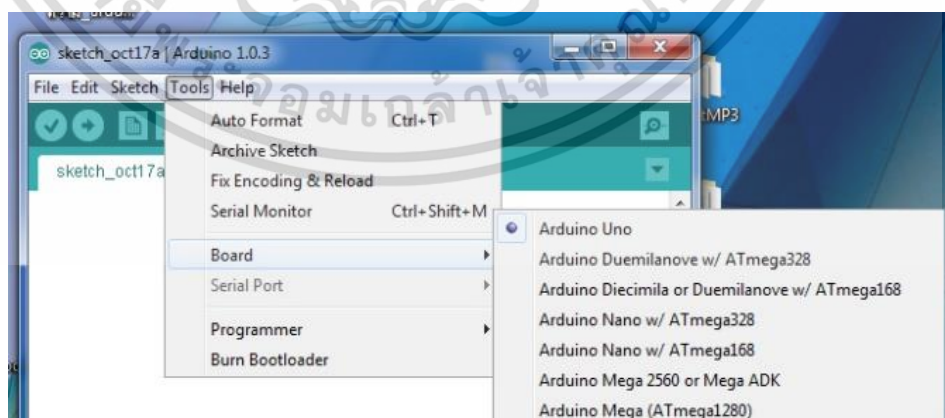 sketch_oct17a | Arduino 1.0.3
File Edit Sketch Tools Help
tMP3
sketch_oct17a
Auto Format Ctrl+T
Archive Sketch
Fix Encoding & Reload
Serial Monitor Ctrl+Shift+M
Board
Serial Port
Programmer
Burn Bootloader
Arduino Uno
Arduino Duemilanove w/ ATmega328
Arduino Diecimila or Duemilanove w/ ATmega168
Arduino Nano w/ ATmega328
Arduino Nano w/ ATmega168
Arduino Mega 2560 or Mega ADK
Arduino Mega (ATmega1280)